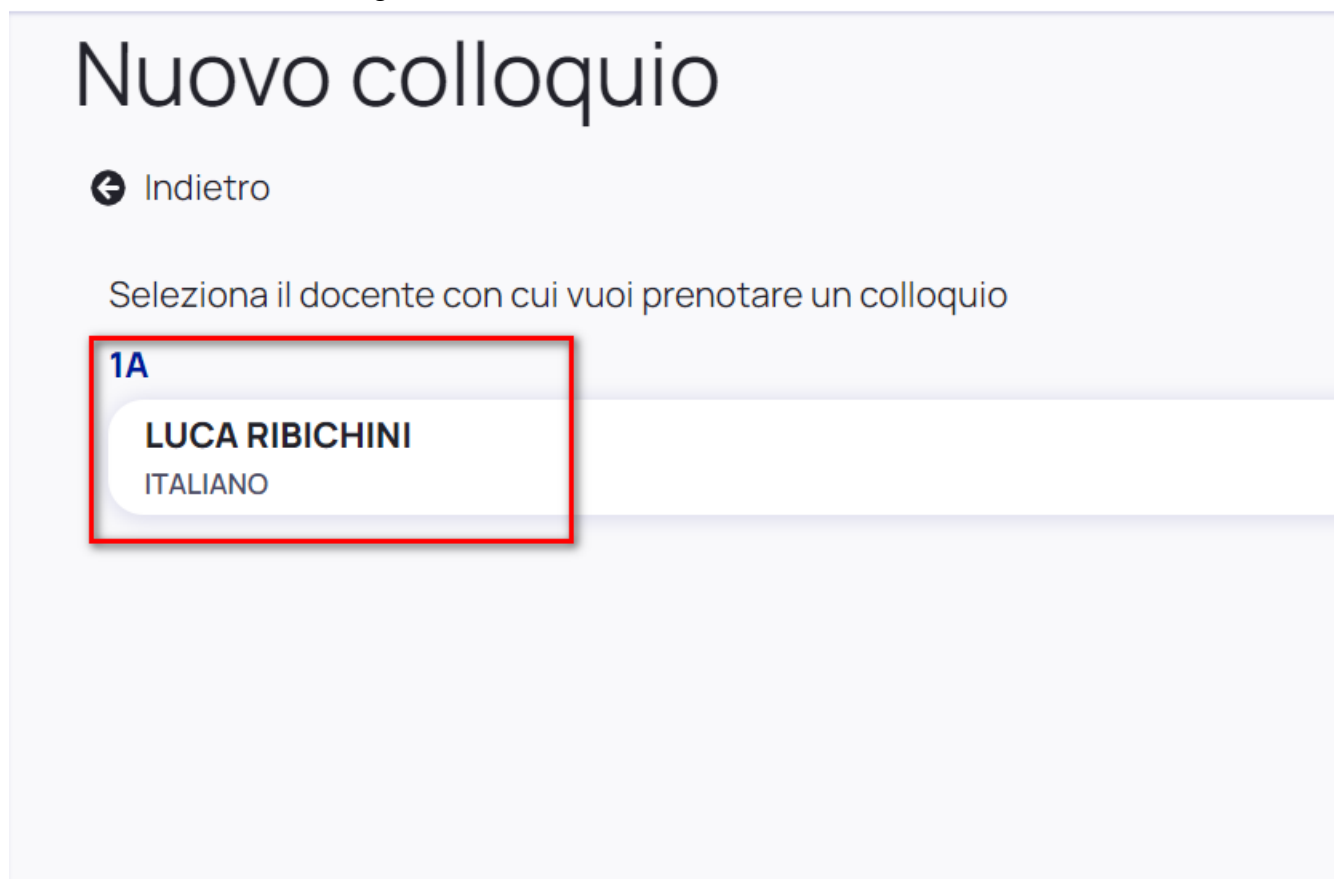 Nuovo colloquio
Indietro
Seleziona il docente con cui vuoi prenotare un colloquio
1A
LUCA RIBICHINI
ITALIANO